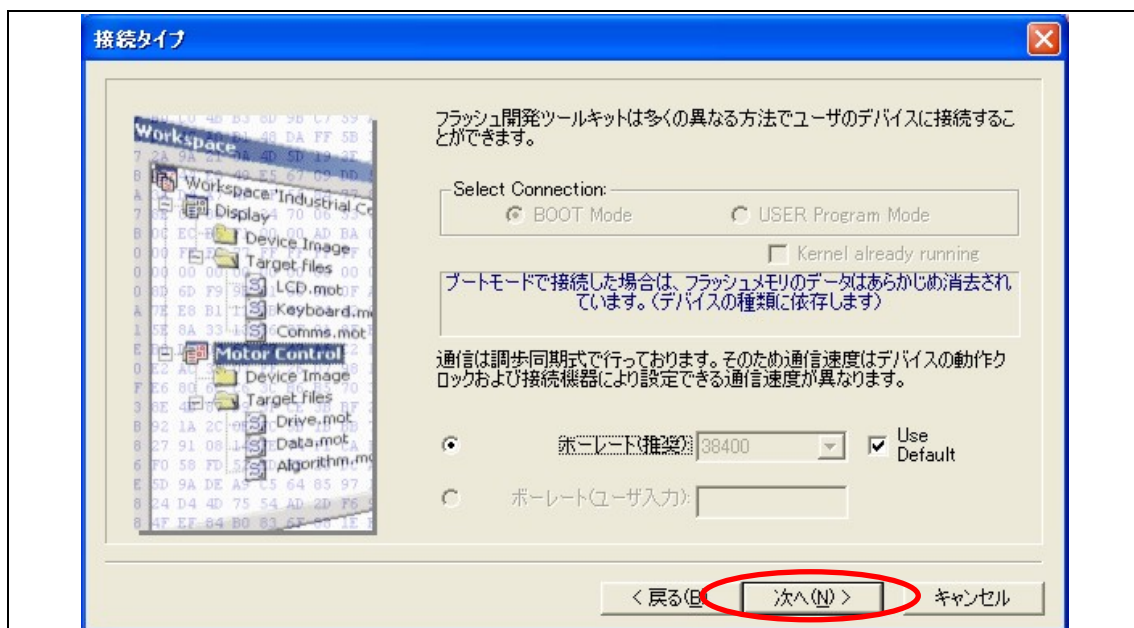 接続タイプ
フラッシュ開発ツールキットは多くの異なる方法でユーザのデバイスに接続するこ
とができます。
Select Connection:
BOOT Mode
USER Program Mode
Kernel already running
ブートモードで接続した場合は、フラッシュメモリのデータはあらかじめ消去され
ています。(デバイスの種類に依存します)
通信は調歩同期式で行っております。そのため通信速度はデバイスの動作ク
ロックおよび接続機器により設定できる通信速度が異なります。
ボーレート(推奨):
38400
Use
Default
ボーレート(ユーザ入力):
Workspace
Workspace 'Industrial Co
Display
Device Image
Target files
LCD.mot
Keyboard.m
Comms.mot
Motor Control
Device Image
Target files
Drive.mot
Data.mot
Algorithm.mo
< 戻る(B)
次へ(N) >
キャンセル